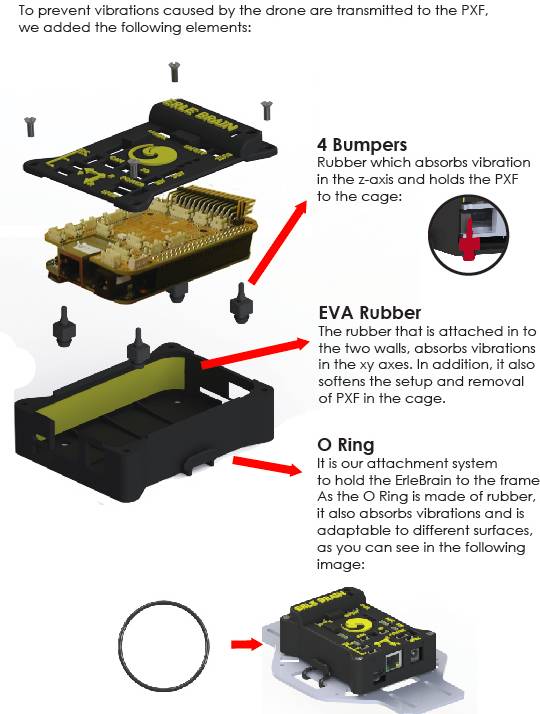 To prevent vibrations caused by the drone are transmitted to the PXF,
we added the following elements:
ERLE BRAIN
4 Bumpers
Rubber which absorbs vibration
in the z-axis and holds the PXF
to the cage:
EVA Rubber
The rubber that is attached in to
the two walls, absorbs vibrations
in the xy axes. In addition, it also
softens the setup and removal
of PXF in the cage.
O Ring
It is our attachment system
to hold the ErleBrain to the frame
As the O Ring is made of rubber,
it also absorbs vibrations and is
adaptable to different surfaces,
as you can see in the following
image:
ERLE BRAIN